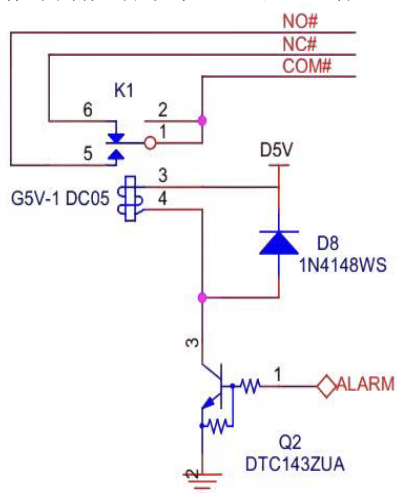 NO#
NC#
COM#
K1
6
2
1
5
D5V
3
G5V-1 DC05
4
D8
1N4148WS
3
1
ALARM
Q2
DTC143ZUA
2